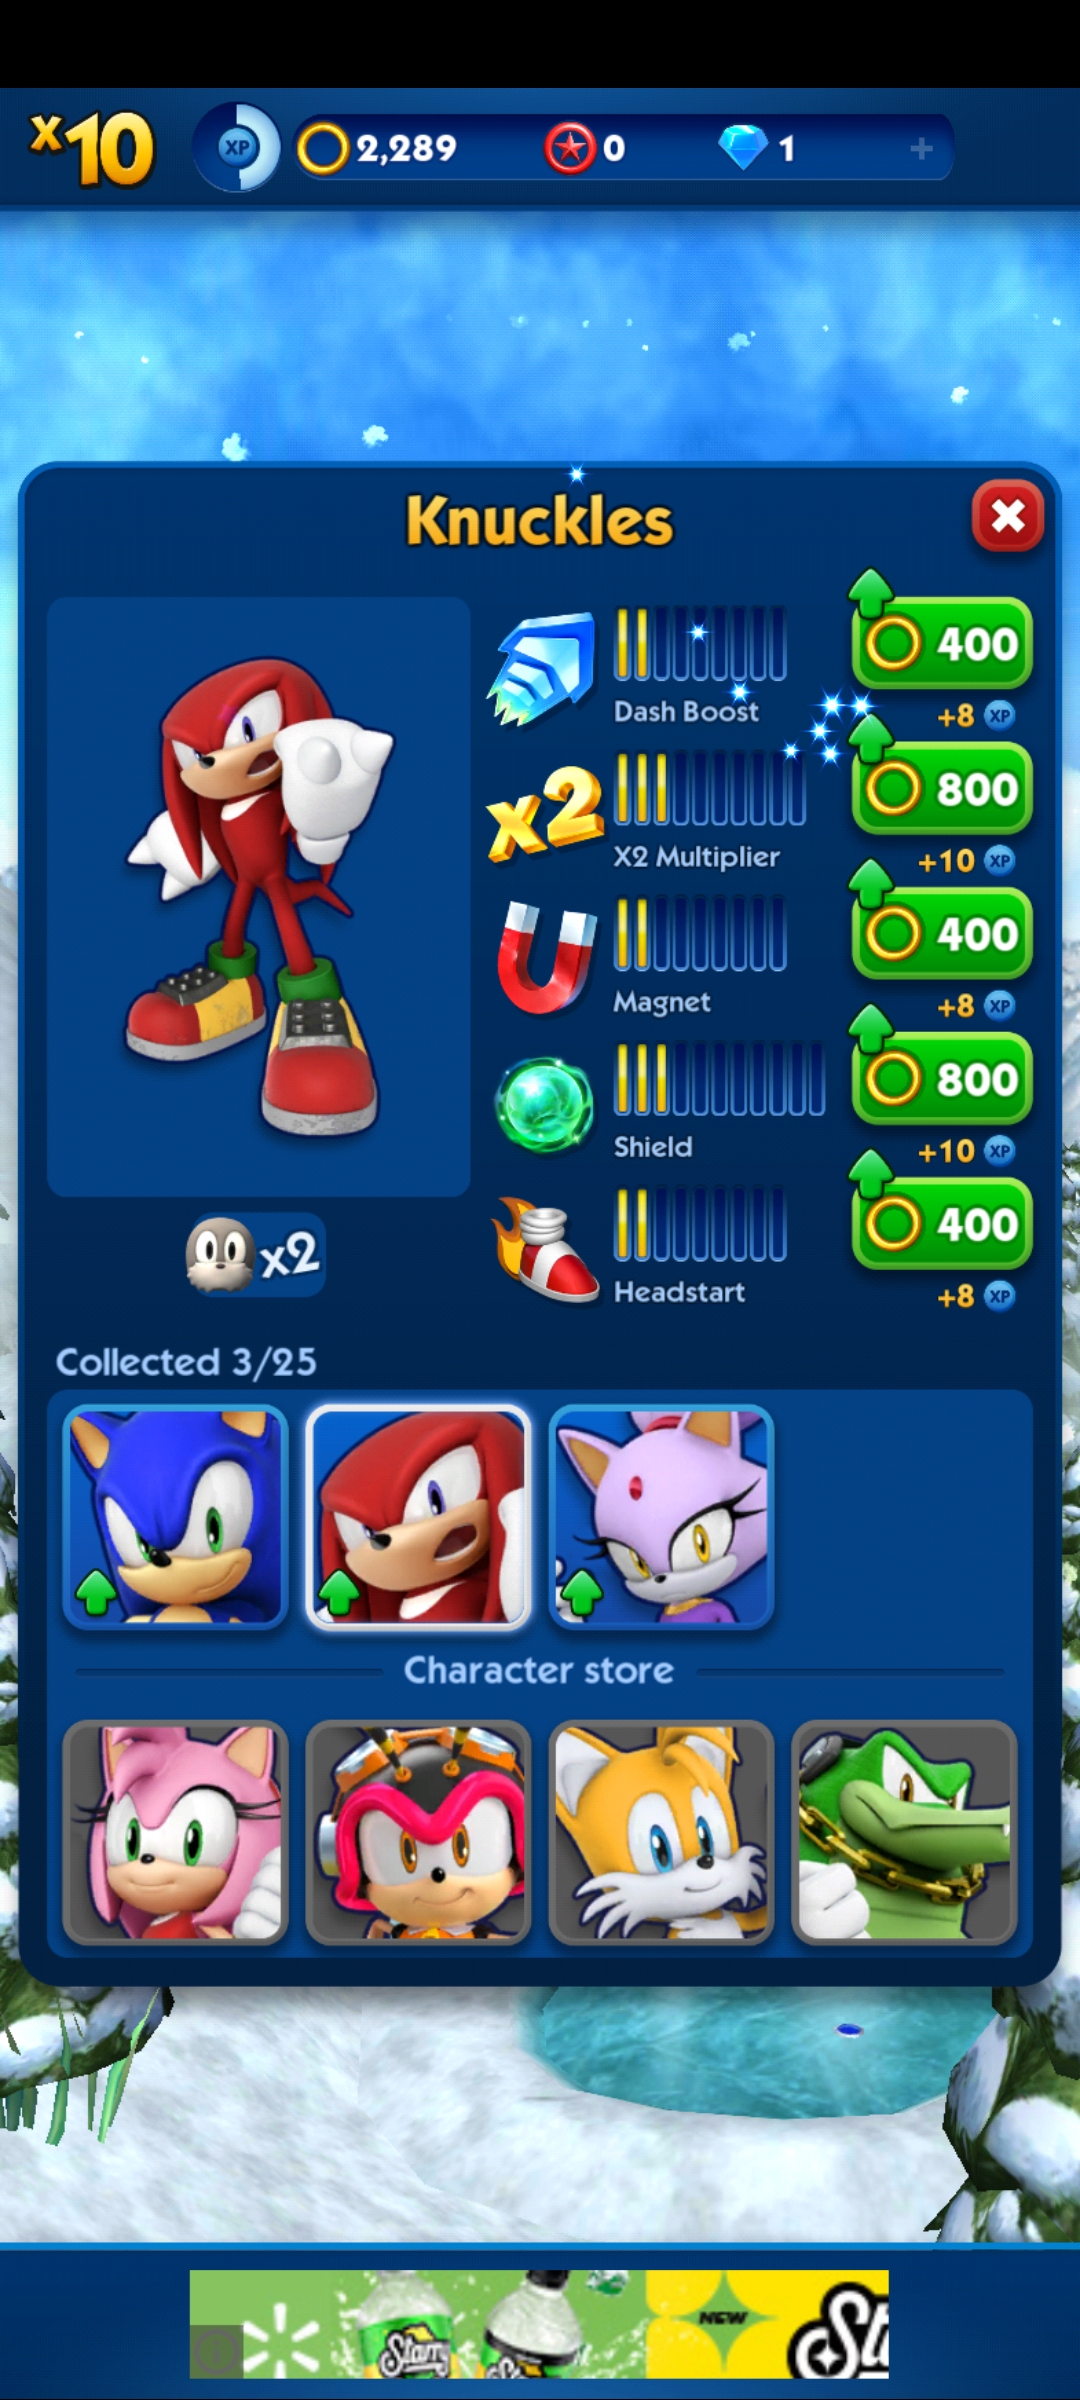 x10
XP
2,289
0
1
+
Knuckles
400
Dash Boost
+8 XP
x2
800
X2 Multiplier
+10 XP
400
Magnet
+8 XP
800
Shield
+10 XP
400
Headstart
+8 XP
x2
Collected 3/25
Character store
Starry
NEW